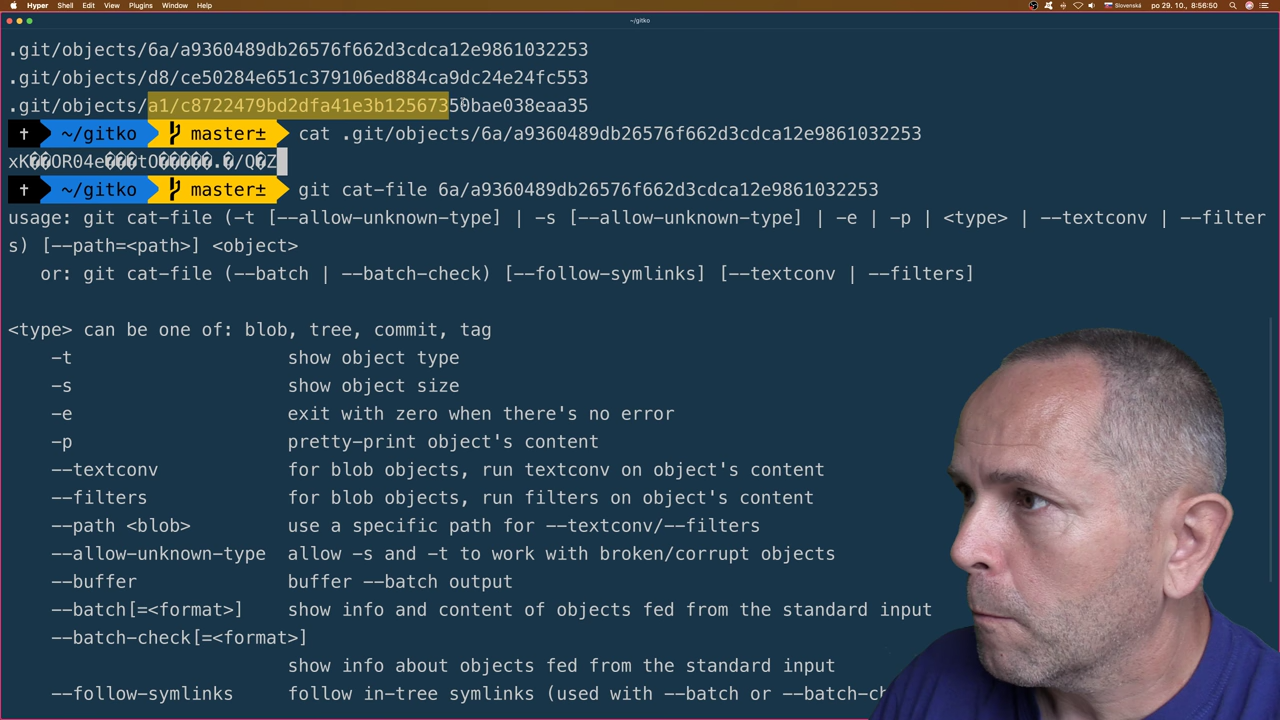 Hyper Shell Edit View Plugins Window Help Slovenská po 29. 10., 8:56:50
~/gitko
.git/objects/6a/a9360489db26576f662d3cdca12e9861032253
.git/objects/d8/ce50284e651c379106ed884ca9dc24e24fc553
.git/objects/a1/c8722479bd2dfa41e3b12567350bae038eaa35
† ~/gitko master± cat .git/objects/6a/a9360489db26576f662d3cdca12e9861032253
xK��OR04e���tO�����.�/Q�Z
† ~/gitko master± git cat-file 6a/a9360489db26576f662d3cdca12e9861032253
usage: git cat-file (-t [--allow-unknown-type] | -s [--allow-unknown-type] | -e | -p | <type> | --textconv | --filter
s) [--path=<path>] <object>
or: git cat-file (--batch | --batch-check) [--follow-symlinks] [--textconv | --filters]
<type> can be one of: blob, tree, commit, tag
-t show object type
-s show object size
-e exit with zero when there's no error
-p pretty-print object's content
--textconv for blob objects, run textconv on object's content
--filters for blob objects, run filters on object's content
--path <blob> use a specific path for --textconv/--filters
--allow-unknown-type allow -s and -t to work with broken/corrupt objects
--buffer buffer --batch output
--batch[=<format>] show info and content of objects fed from the standard input
--batch-check[=<format>]
show info about objects fed from the standard input
--follow-symlinks follow in-tree symlinks (used with --batch or --batch-ch